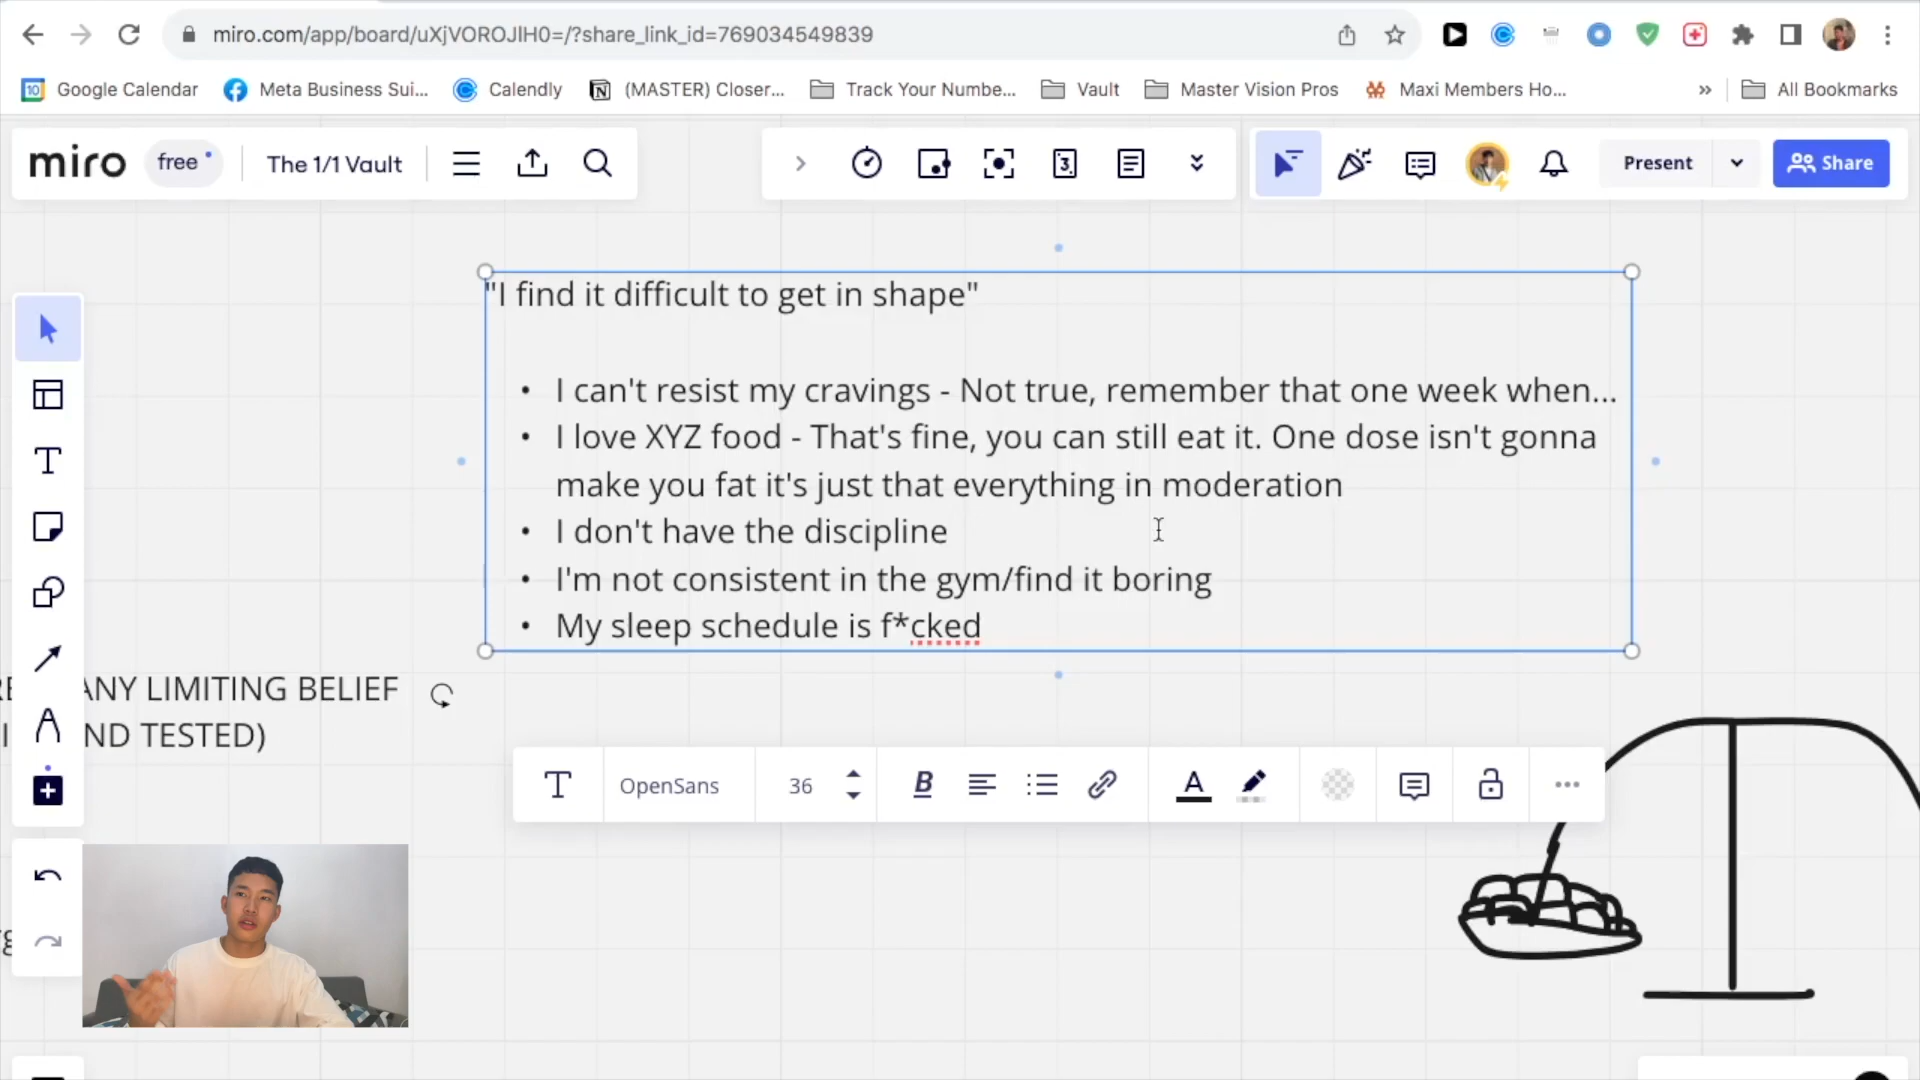 miro.com/app/board/uXjVOROJlH0=/?share_link_id=769034549839
10 Google Calendar Meta Business Sui... Calendly (MASTER) Closer... Track Your Numbe... Vault Master Vision Pros Maxi Members Ho... » All Bookmarks
miro free The 1/1 Vault 3 Present Share
"I find it difficult to get in shape"
• I can't resist my cravings - Not true, remember that one week when...
• I love XYZ food - That's fine, you can still eat it. One dose isn't gonna
make you fat it's just that everything in moderation
• I don't have the discipline
• I'm not consistent in the gym/find it boring
• My sleep schedule is f*cked
ANY LIMITING BELIEF
ND TESTED)
OpenSans 36 B A